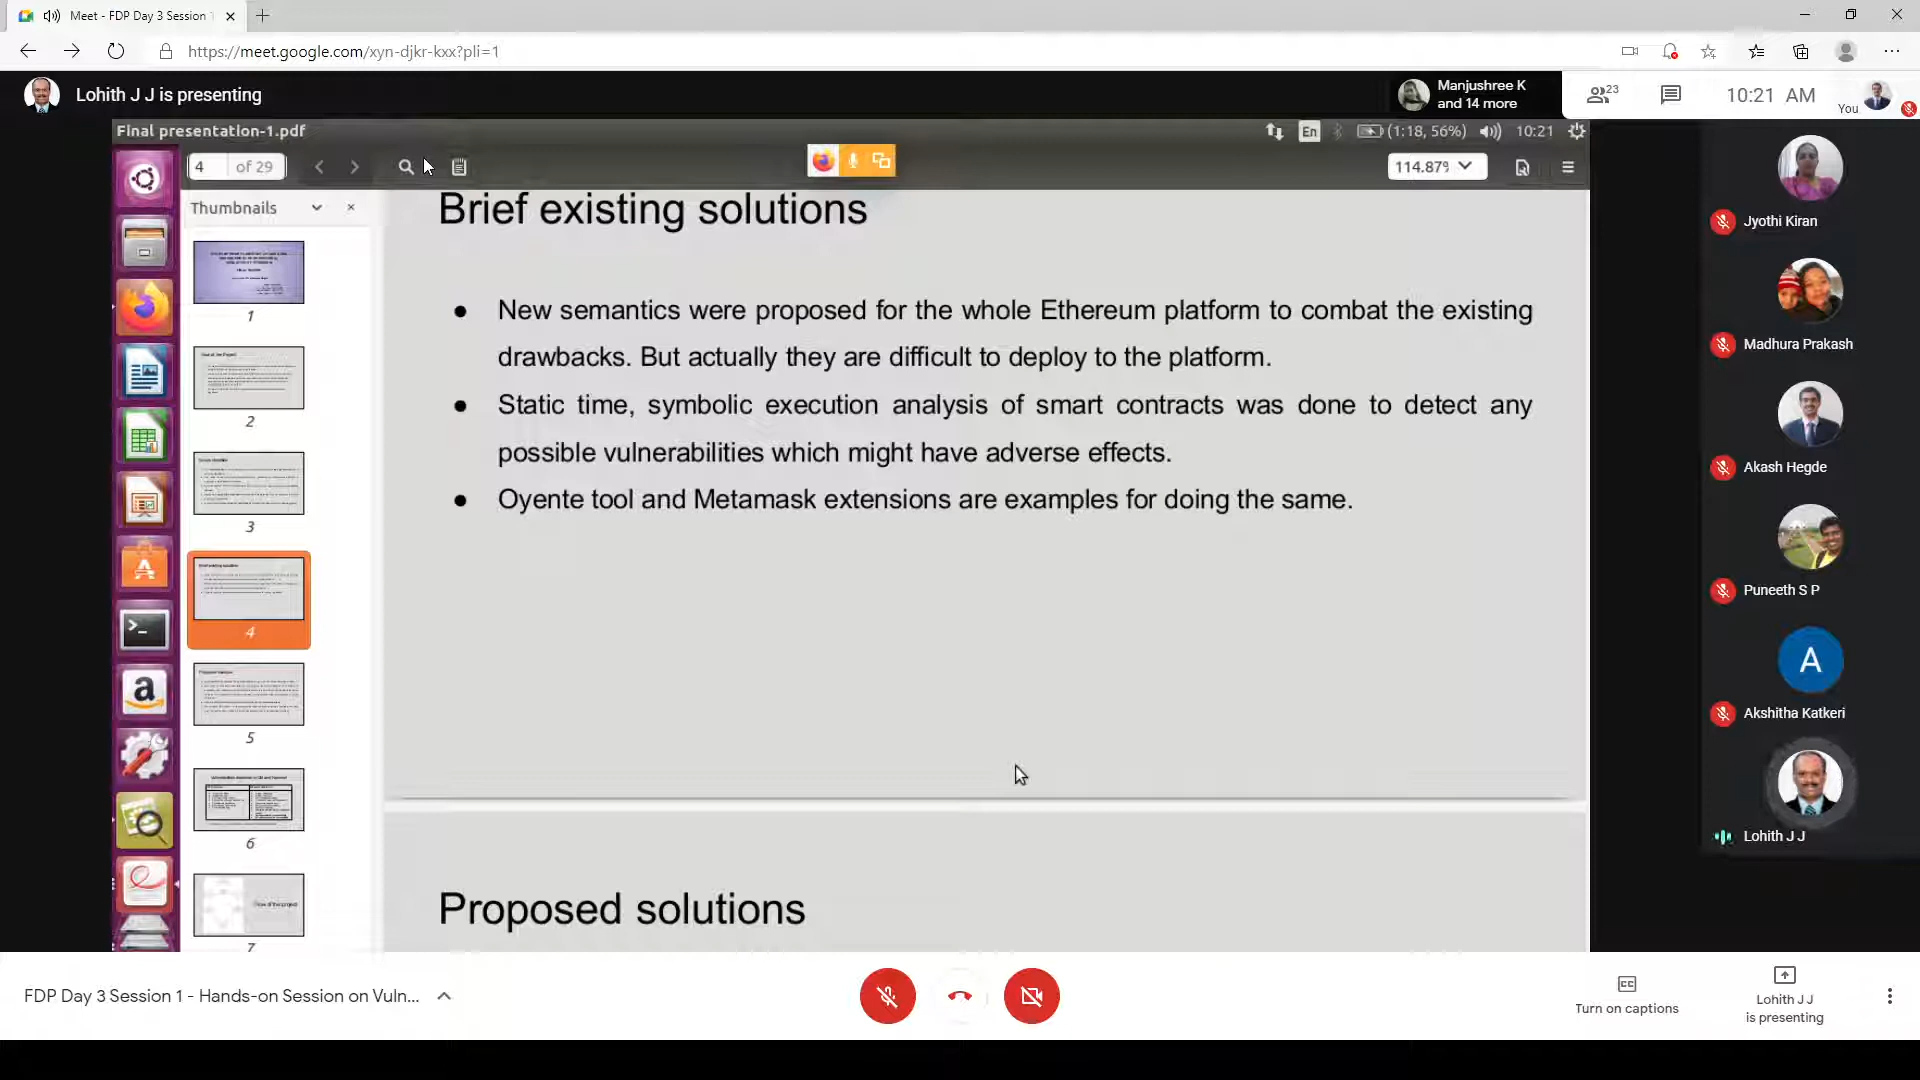 Meet - FDP Day 3 Session
https://meet.google.com/xyn-djkr-kxx?pli=1
Lohith J J is presenting
Manjushree K
and 14 more
23
10:21 AM
You
Final presentation-1.pdf
En
(1:18, 56%)
10:21
4
of 29
114.87%
Thumbnails
1
2
3
4
5
6
7
Brief existing solutions
● New semantics were proposed for the whole Ethereum platform to combat the existing
drawbacks. But actually they are difficult to deploy to the platform.
● Static time, symbolic execution analysis of smart contracts was done to detect any
possible vulnerabilities which might have adverse effects.
● Oyente tool and Metamask extensions are examples for doing the same.
Proposed solutions
Jyothi Kiran
Madhura Prakash
Akash Hegde
Puneeth S P
A
Akshitha Katkeri
Lohith J J
FDP Day 3 Session 1 - Hands-on Session on Vuln...
Turn on captions
Lohith J J
is presenting